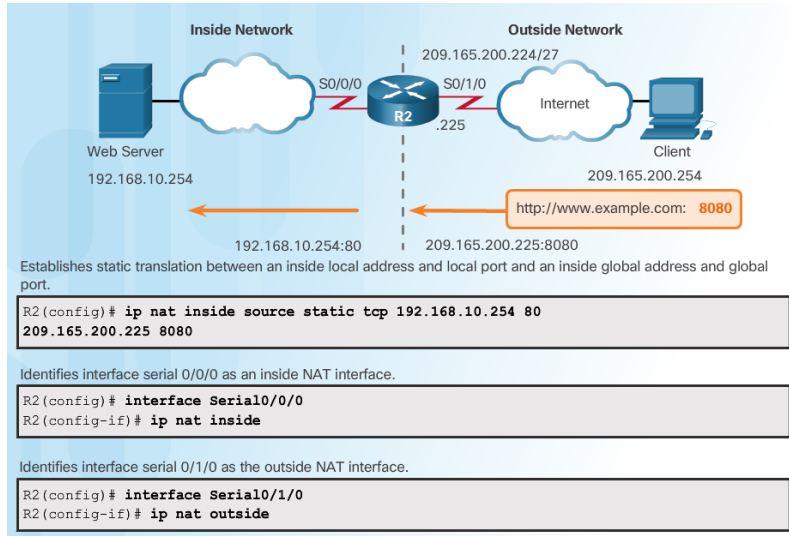 Inside Network
Outside Network
209.165.200.224/27
S0/0/0
S0/1/0
R2
.225
Internet
Web Server
192.168.10.254
Client
209.165.200.254
http://www.example.com: 8080
192.168.10.254:80
209.165.200.225:8080
Establishes static translation between an inside local address and local port and an inside global address and global
port.
R2(config)# ip nat inside source static tcp 192.168.10.254 80
209.165.200.225 8080
Identifies interface serial 0/0/0 as an inside NAT interface.
R2(config)# interface Serial0/0/0
R2(config-if)# ip nat inside
Identifies interface serial 0/1/0 as the outside NAT interface.
R2(config)# interface Serial0/1/0
R2(config-if)# ip nat outside